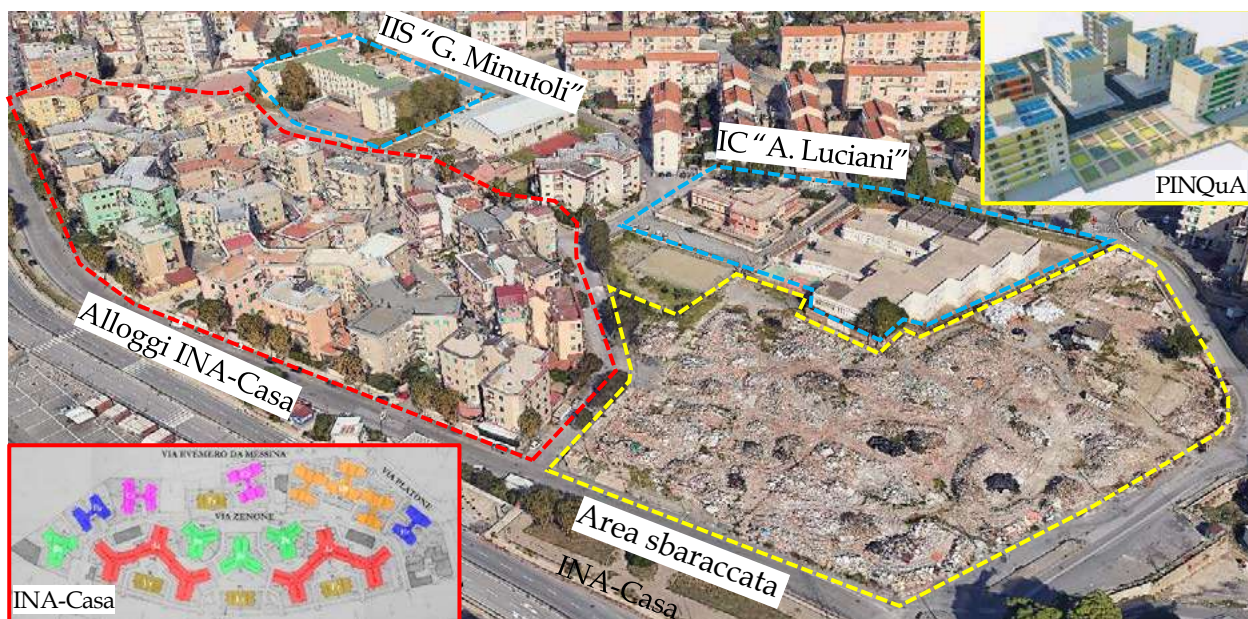 IIS “G. Minutoli”
IC “A. Luciani”
PINQuA
Alloggi INA-Casa
Area sbaraccata
INA-Casa
VIA EVEMERO DA MESSINA
VIA PLATONE
VIA ZENONE
INA-Casa